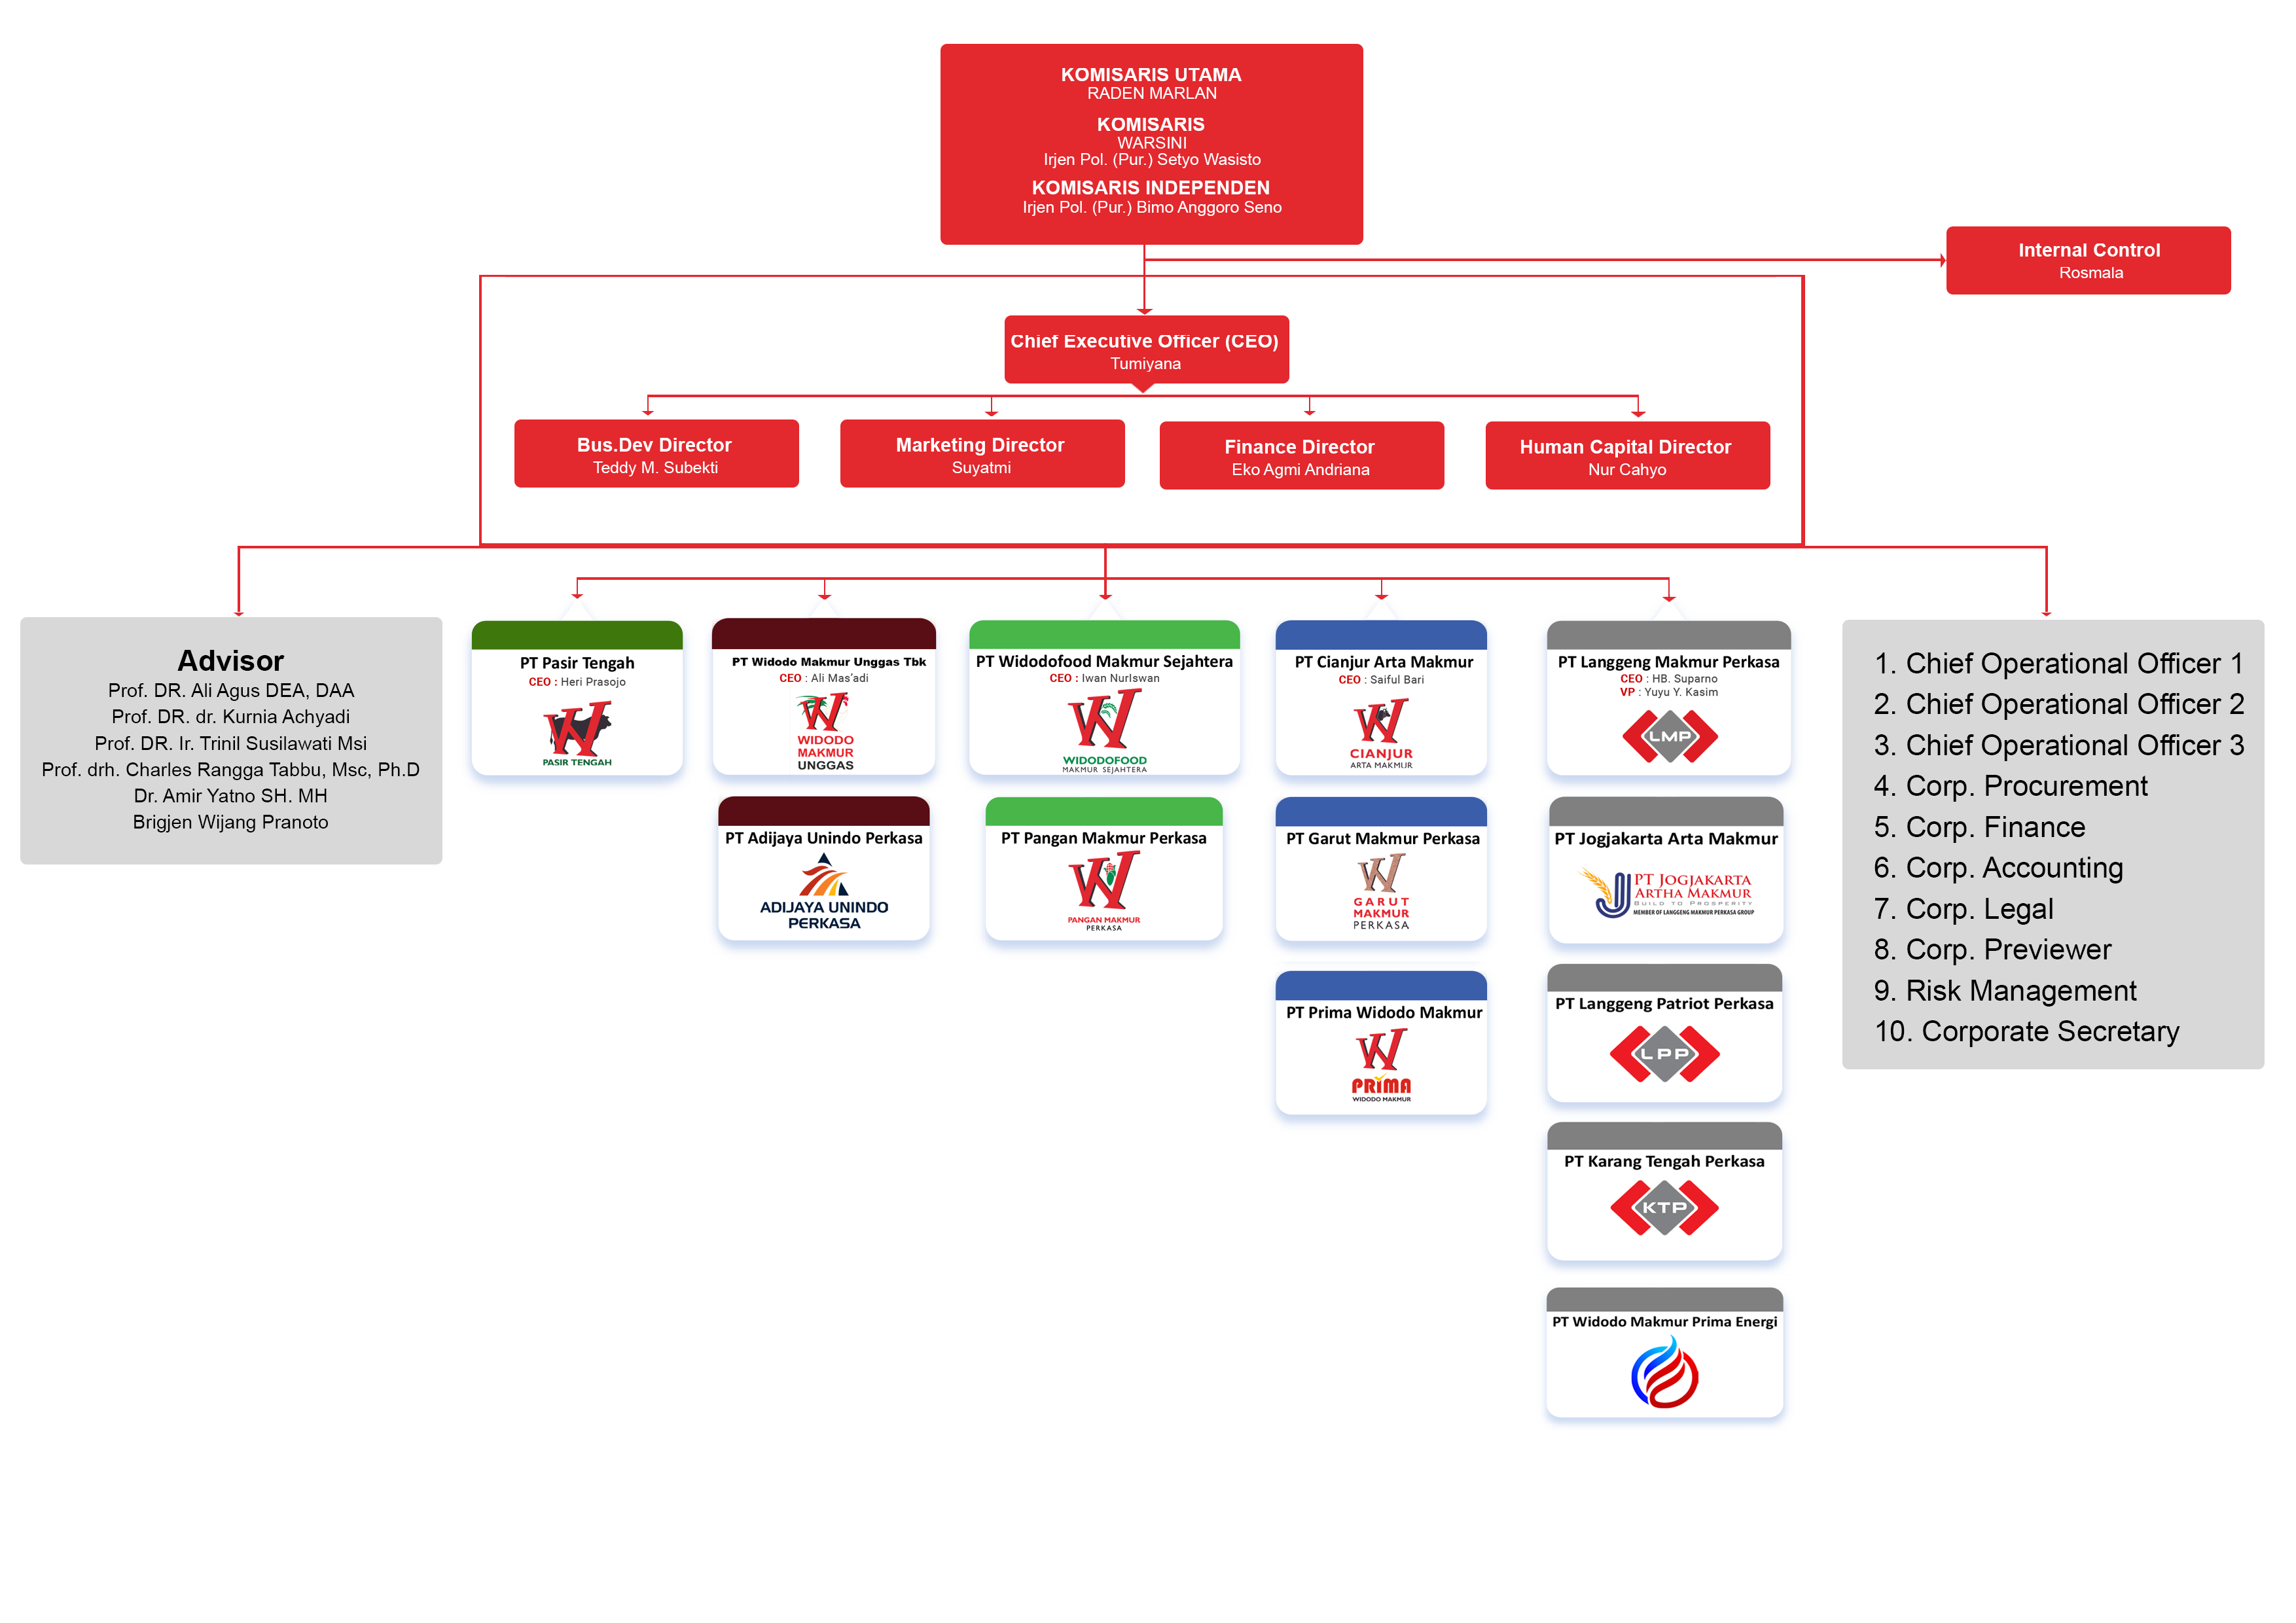 KOMISARIS UTAMA
RADEN MARLAN
KOMISARIS
WARSINI
Irjen Pol. (Pur.) Setyo Wasisto
KOMISARIS INDEPENDEN
Irjen Pol. (Pur.) Bimo Anggoro Seno
Internal Control
Rosmala
Chief Executive Officer (CEO)
Tumiyana
Bus.Dev Director
Teddy M. Subekti
Marketing Director
Suyatmi
Finance Director
Eko Agmi Andriana
Human Capital Director
Nur Cahyo
Advisor
Prof. DR. Ali Agus DEA, DAA
Prof. DR. dr. Kurnia Achyadi
Prof. DR. Ir. Trinil Susilawati Msi
Prof. drh. Charles Rangga Tabbu, Msc, Ph.D
Dr. Amir Yatno SH. MH
Brigjen Wijang Pranoto
PT Pasir Tengah
CEO : Heri Prasojo
PASIR TENGAH
PT Widodo Makmur Unggas Tbk
CEO : Ali Mas'adi
WIDODO
MAKMUR
UNGGAS
PT Adijaya Unindo Perkasa
ADIJAYA UNINDO
PERKASA
PT Widodofood Makmur Sejahtera
CEO : Iwan NurIswan
WIDODOFOOD
MAKMUR SEJAHTERA
PT Pangan Makmur Perkasa
PANGAN MAKMUR
PERKASA
PT Cianjur Arta Makmur
CEO : Saiful Bari
CIANJUR
ARTA MAKMUR
PT Garut Makmur Perkasa
GARUT
MAKMUR
PERKASA
PT Prima Widodo Makmur
PRIMA
WIDODO MAKMUR
PT Langgeng Makmur Perkasa
CEO : HB. Suparno
VP : Yuyu Y. Kasim
LMP
PT Jogjakarta Arta Makmur
PT JOGJAKARTA
ARTHA MAKMUR
BUILD TO PROSPERITY
MEMBER OF LANGGENG MAKMUR PERKASA GROUP
PT Langgeng Patriot Perkasa
LPP
PT Karang Tengah Perkasa
KTP
PT Widodo Makmur Prima Energi
1. Chief Operational Officer 1
2. Chief Operational Officer 2
3. Chief Operational Officer 3
4. Corp. Procurement
5. Corp. Finance
6. Corp. Accounting
7. Corp. Legal
8. Corp. Previewer
9. Risk Management
10. Corporate Secretary